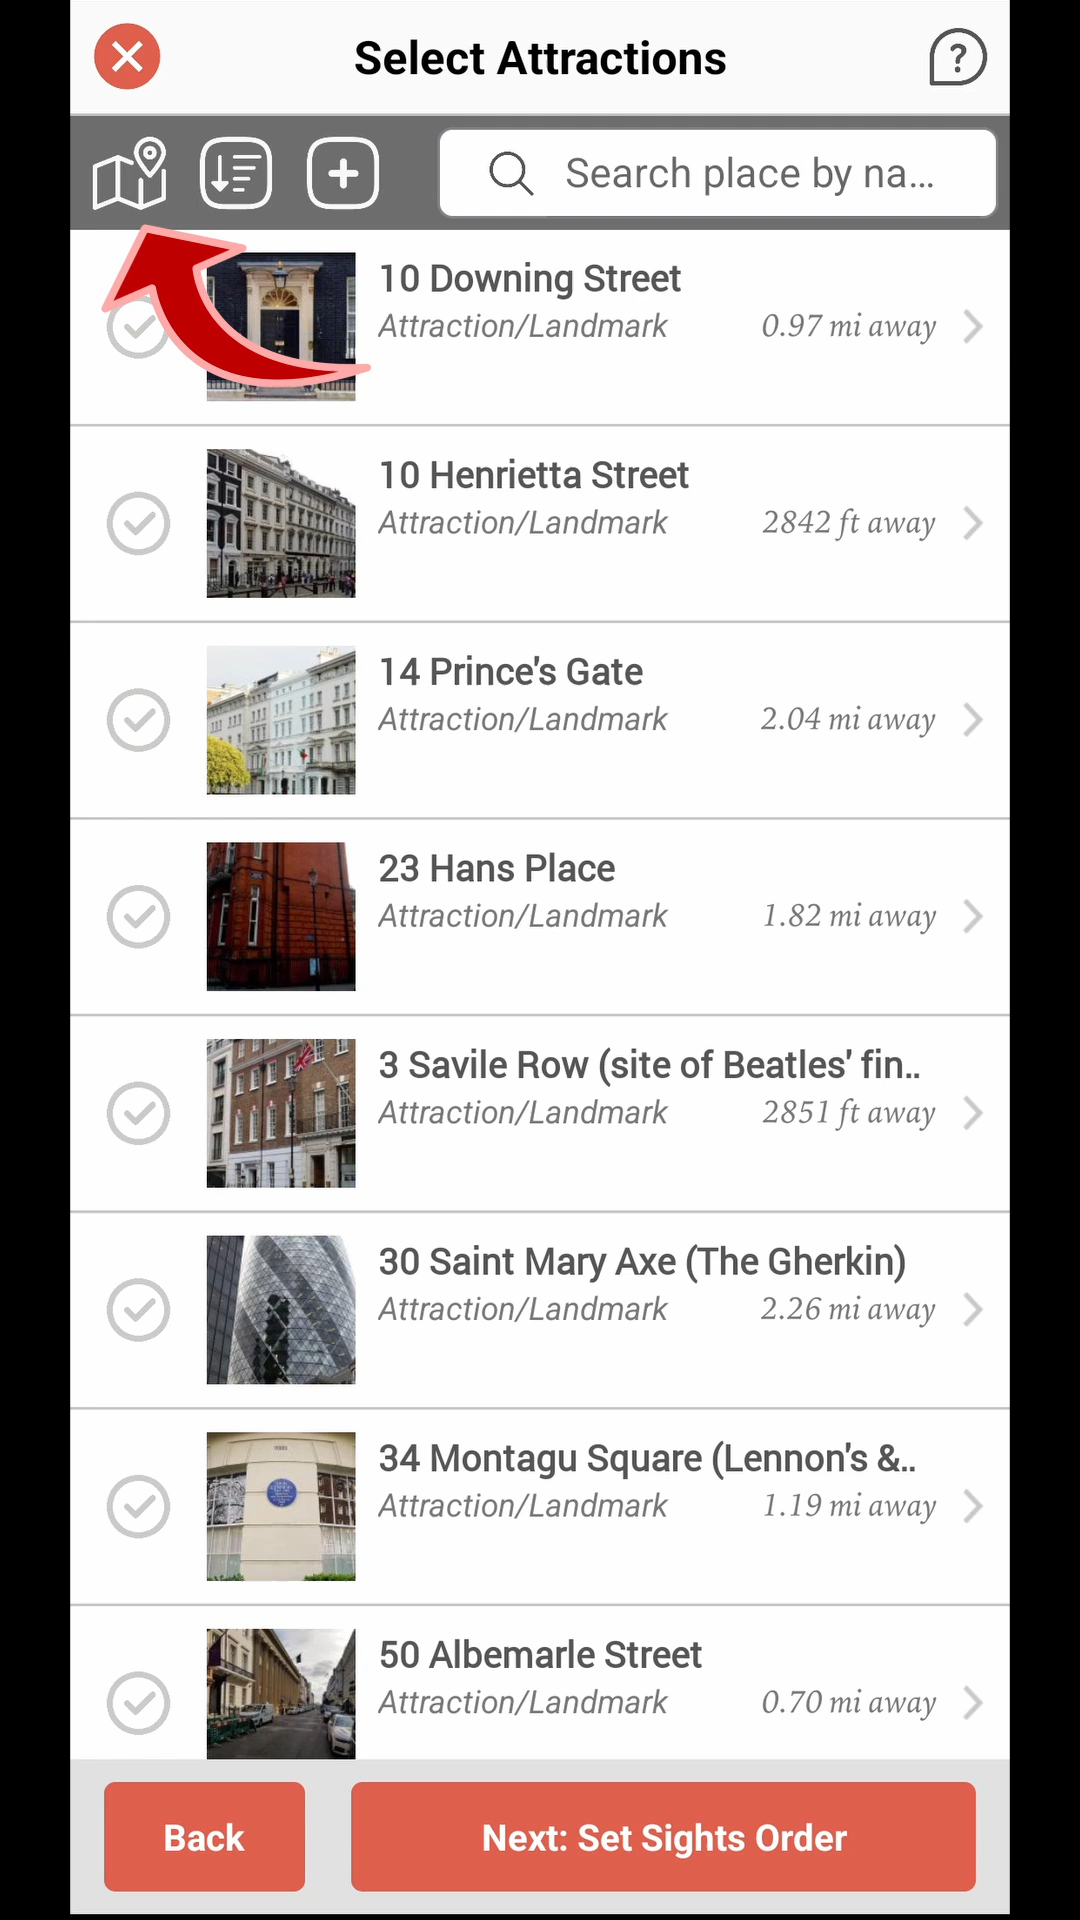 Select Attractions
?
Search place by na...
10 Downing Street
Attraction/Landmark 0.97 mi away
10 Henrietta Street
Attraction/Landmark 2842 ft away
14 Prince's Gate
Attraction/Landmark 2.04 mi away
23 Hans Place
Attraction/Landmark 1.82 mi away
3 Savile Row (site of Beatles' fin..
Attraction/Landmark 2851 ft away
30 Saint Mary Axe (The Gherkin)
Attraction/Landmark 2.26 mi away
34 Montagu Square (Lennon's &..
Attraction/Landmark 1.19 mi away
50 Albemarle Street
Attraction/Landmark 0.70 mi away
Back Next: Set Sights Order